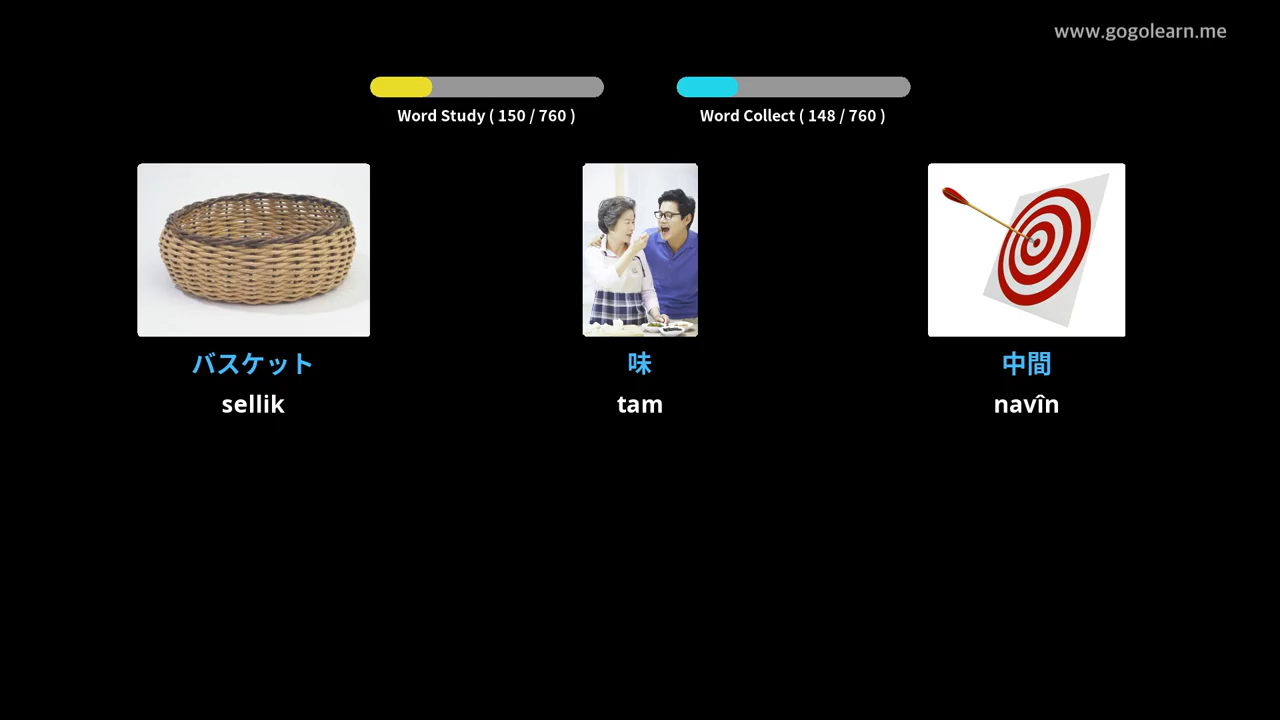 www.gogolearn.me
Word Study ( 150 / 760 )
Word Collect ( 148 / 760 )
バスケット
味
中間
sellik
tam
navîn